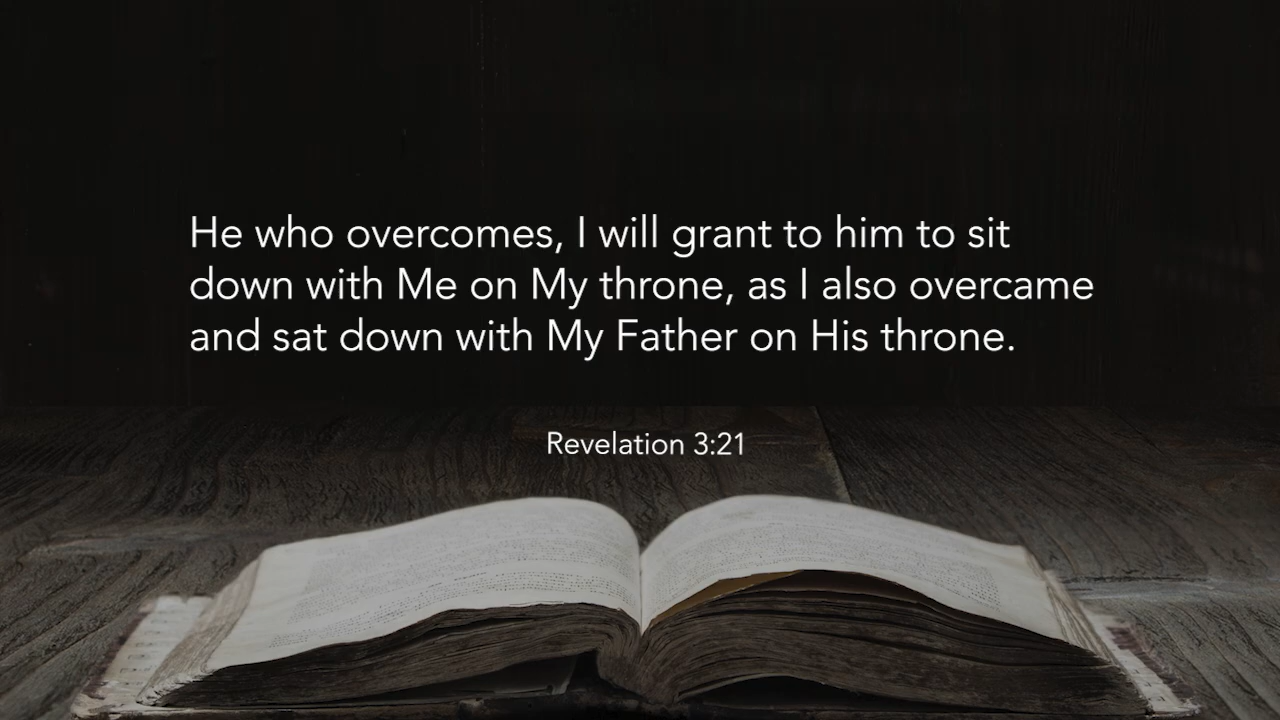 He who overcomes, I will grant to him to sit
down with Me on My throne, as I also overcame
and sat down with My Father on His throne.
Revelation 3:21